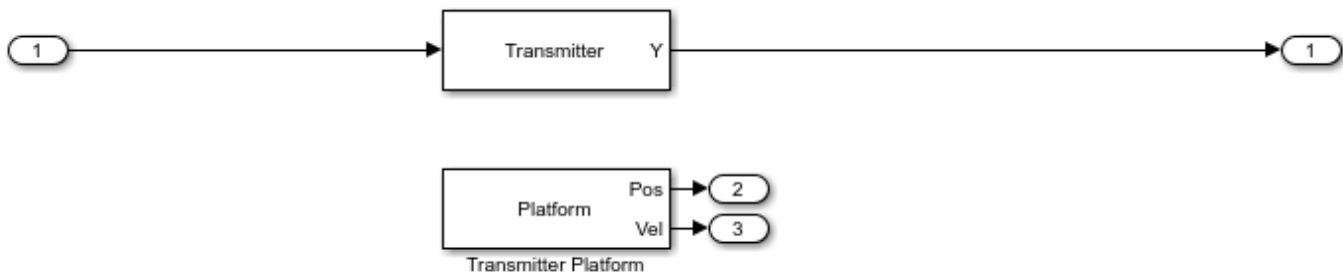 1
Transmitter
Y
1
Pos
2
Platform
Vel
3
Transmitter Platform